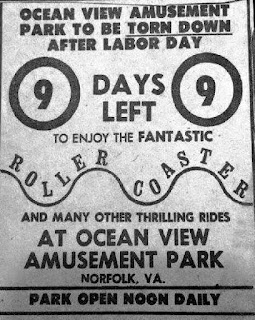 OCEAN VIEW AMUSEMENT
PARK TO BE TORN DOWN
AFTER LABOR DAY
9 DAYS LEFT 9
TO ENJOY THE FANTASTIC
ROLLER COASTER
AND MANY OTHER THRILLING RIDES
AT OCEAN VIEW
AMUSEMENT PARK
NORFOLK, VA.
PARK OPEN NOON DAILY